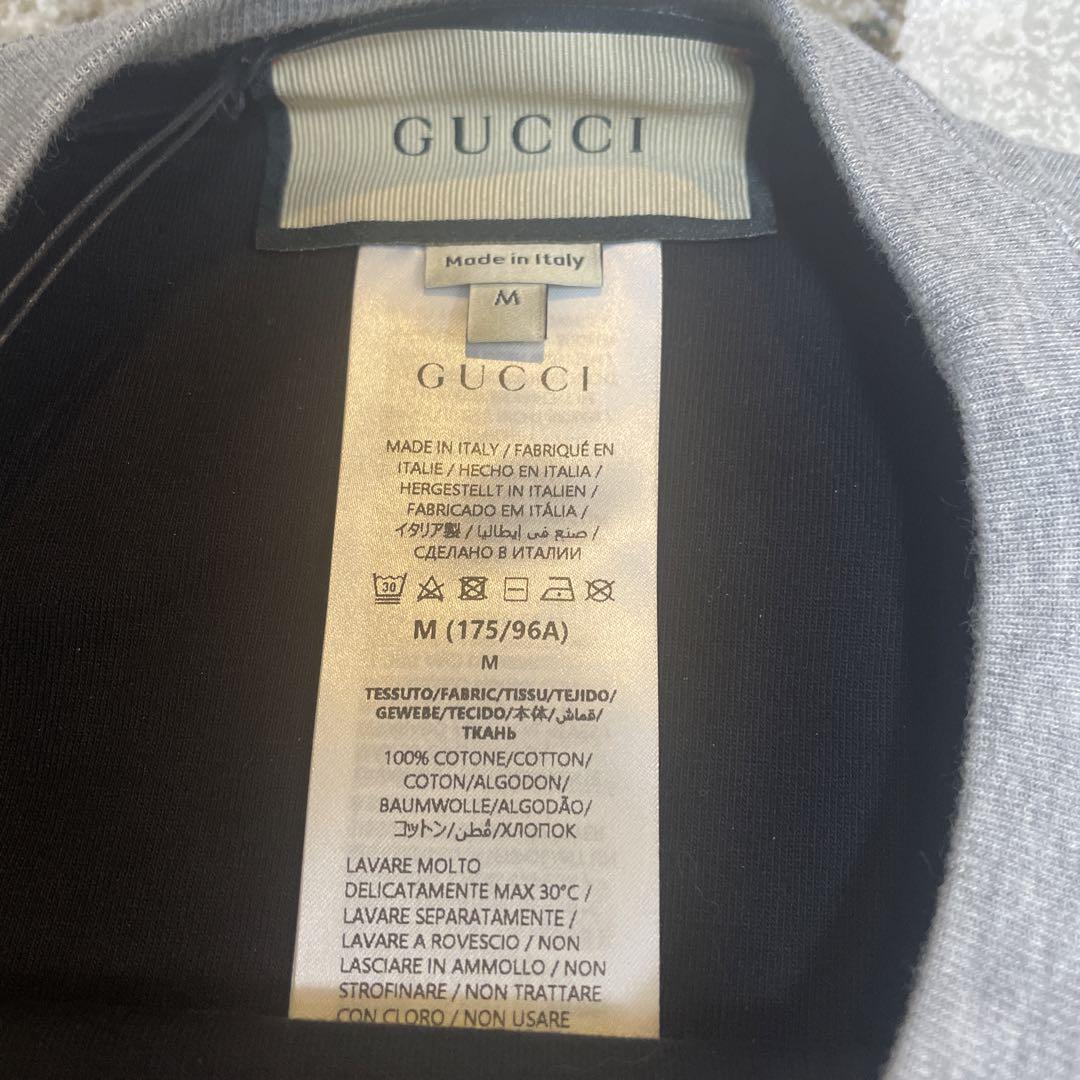 GUCCI
Made in Italy
M
GUCCI
MADE IN ITALY / FABRIQUÉ EN
ITALIE / HECHO EN ITALIA /
HERGESTELLT IN ITALIEN /
FABRICADO EM ITÁLIA /
イタリア製 / صنع في إيطاليا /
СДЕЛАНО В ИТАЛИИ
30
M (175/96A)
M
TESSUTO/FABRIC/TISSU/TEJIDO/
GEWEBE/TECIDO/本体/قماش/
ТКАНЬ
100% COTONE/COTTON/
COTON/ALGODON/
BAUMWOLLE/ALGODÃO/
コットン/قُطن/ХЛОПОК
LAVARE MOLTO
DELICATAMENTE MAX 30°C /
LAVARE SEPARATAMENTE /
LAVARE A ROVESCIO / NON
LASCIARE IN AMMOLLO / NON
STROFINARE / NON TRATTARE
CON CLORO / NON USARE